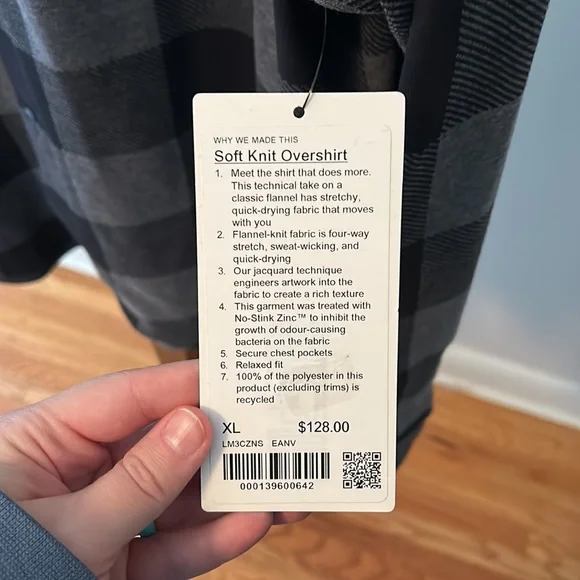 WHY WE MADE THIS
Soft Knit Overshirt
1. Meet the shirt that does more.
This technical take on a
classic flannel has stretchy,
quick-drying fabric that moves
with you
2. Flannel-knit fabric is four-way
stretch, sweat-wicking, and
quick-drying
3. Our jacquard technique
engineers artwork into the
fabric to create a rich texture
4. This garment was treated with
No-Stink Zinc™ to inhibit the
growth of odour-causing
bacteria on the fabric
5. Secure chest pockets
6. Relaxed fit
7. 100% of the polyester in this
product (excluding trims) is
recycled
XL $128.00
LM3CZNS EANV
000139600642